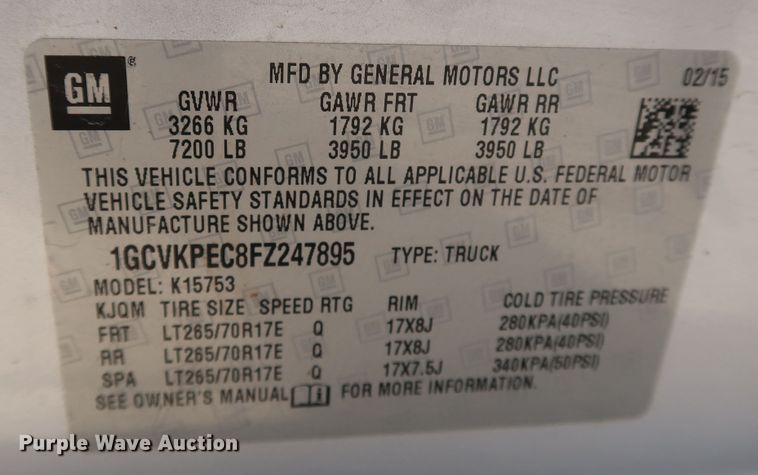 GM
MFD BY GENERAL MOTORS LLC 02/15
GVWR GAWR FRT GAWR RR
3266 KG 1792 KG 1792 KG
7200 LB 3950 LB 3950 LB
THIS VEHICLE CONFORMS TO ALL APPLICABLE U.S. FEDERAL MOTOR
VEHICLE SAFETY STANDARDS IN EFFECT ON THE DATE OF
MANUFACTURE SHOWN ABOVE.
1GCVKPEC8FZ247895 TYPE: TRUCK
MODEL: K15753
KJQM TIRE SIZE SPEED RTG RIM COLD TIRE PRESSURE
FRT LT265/70R17E Q 17X8J 280KPA(40PSI)
RR LT265/70R17E Q 17X8J 280KPA(40PSI)
SPA LT265/70R17E Q 17X7.5J 340KPA(50PSI)
SEE OWNER'S MANUAL i FOR MORE INFORMATION.
Purple Wave Auction